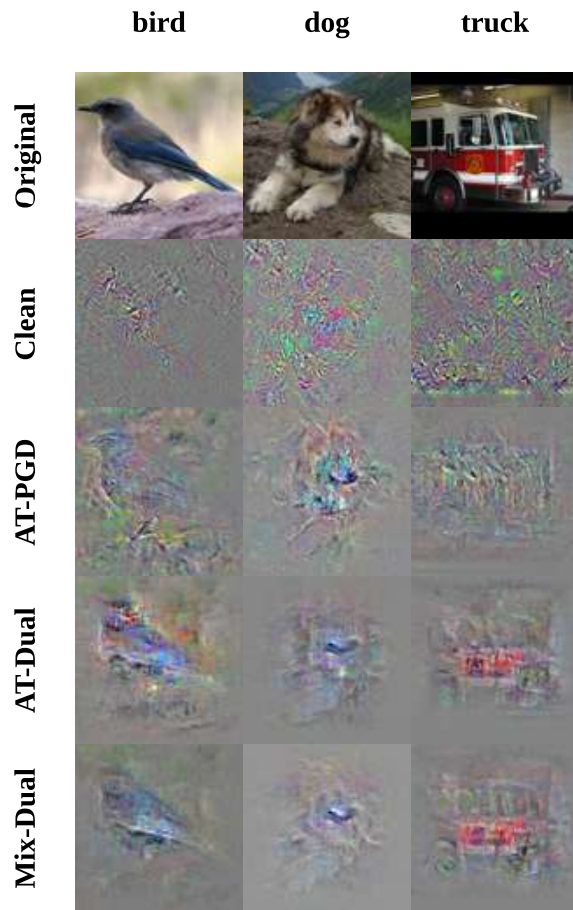 bird dog truck
Original
Clean
AT-PGD
AT-Dual
Mix-Dual